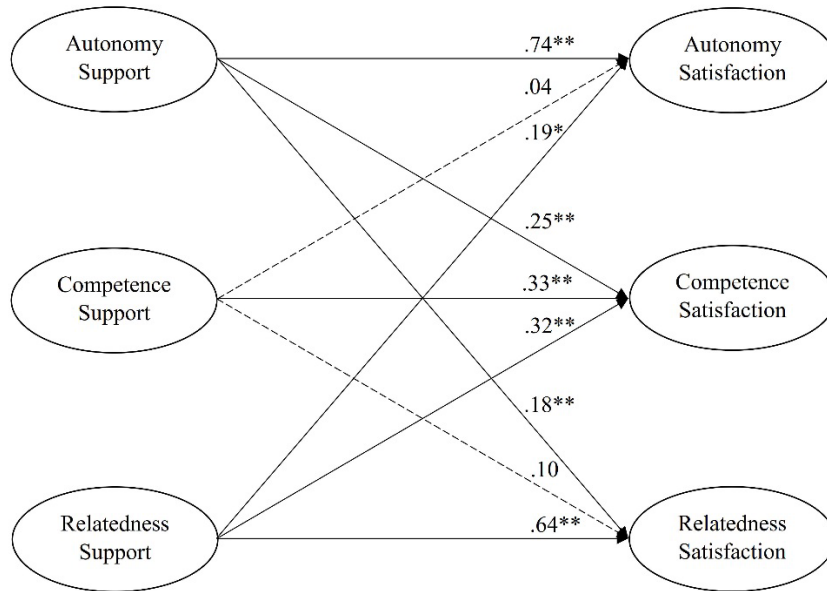 Autonomy
Support
.74**
Autonomy
Satisfaction
.04
.19*
.25**
Competence
Support
.33**
Competence
Satisfaction
.32**
.18**
.10
Relatedness
Support
.64**
Relatedness
Satisfaction